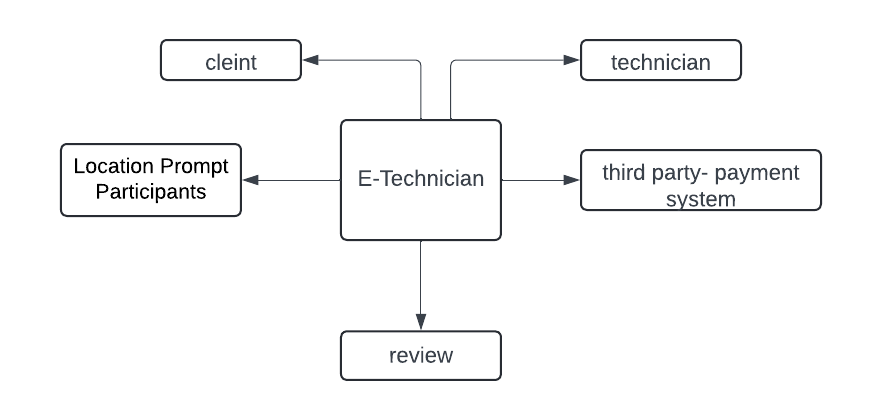 cleint
technician
Location Prompt
Participants
E-Technician
third party- payment
system
review